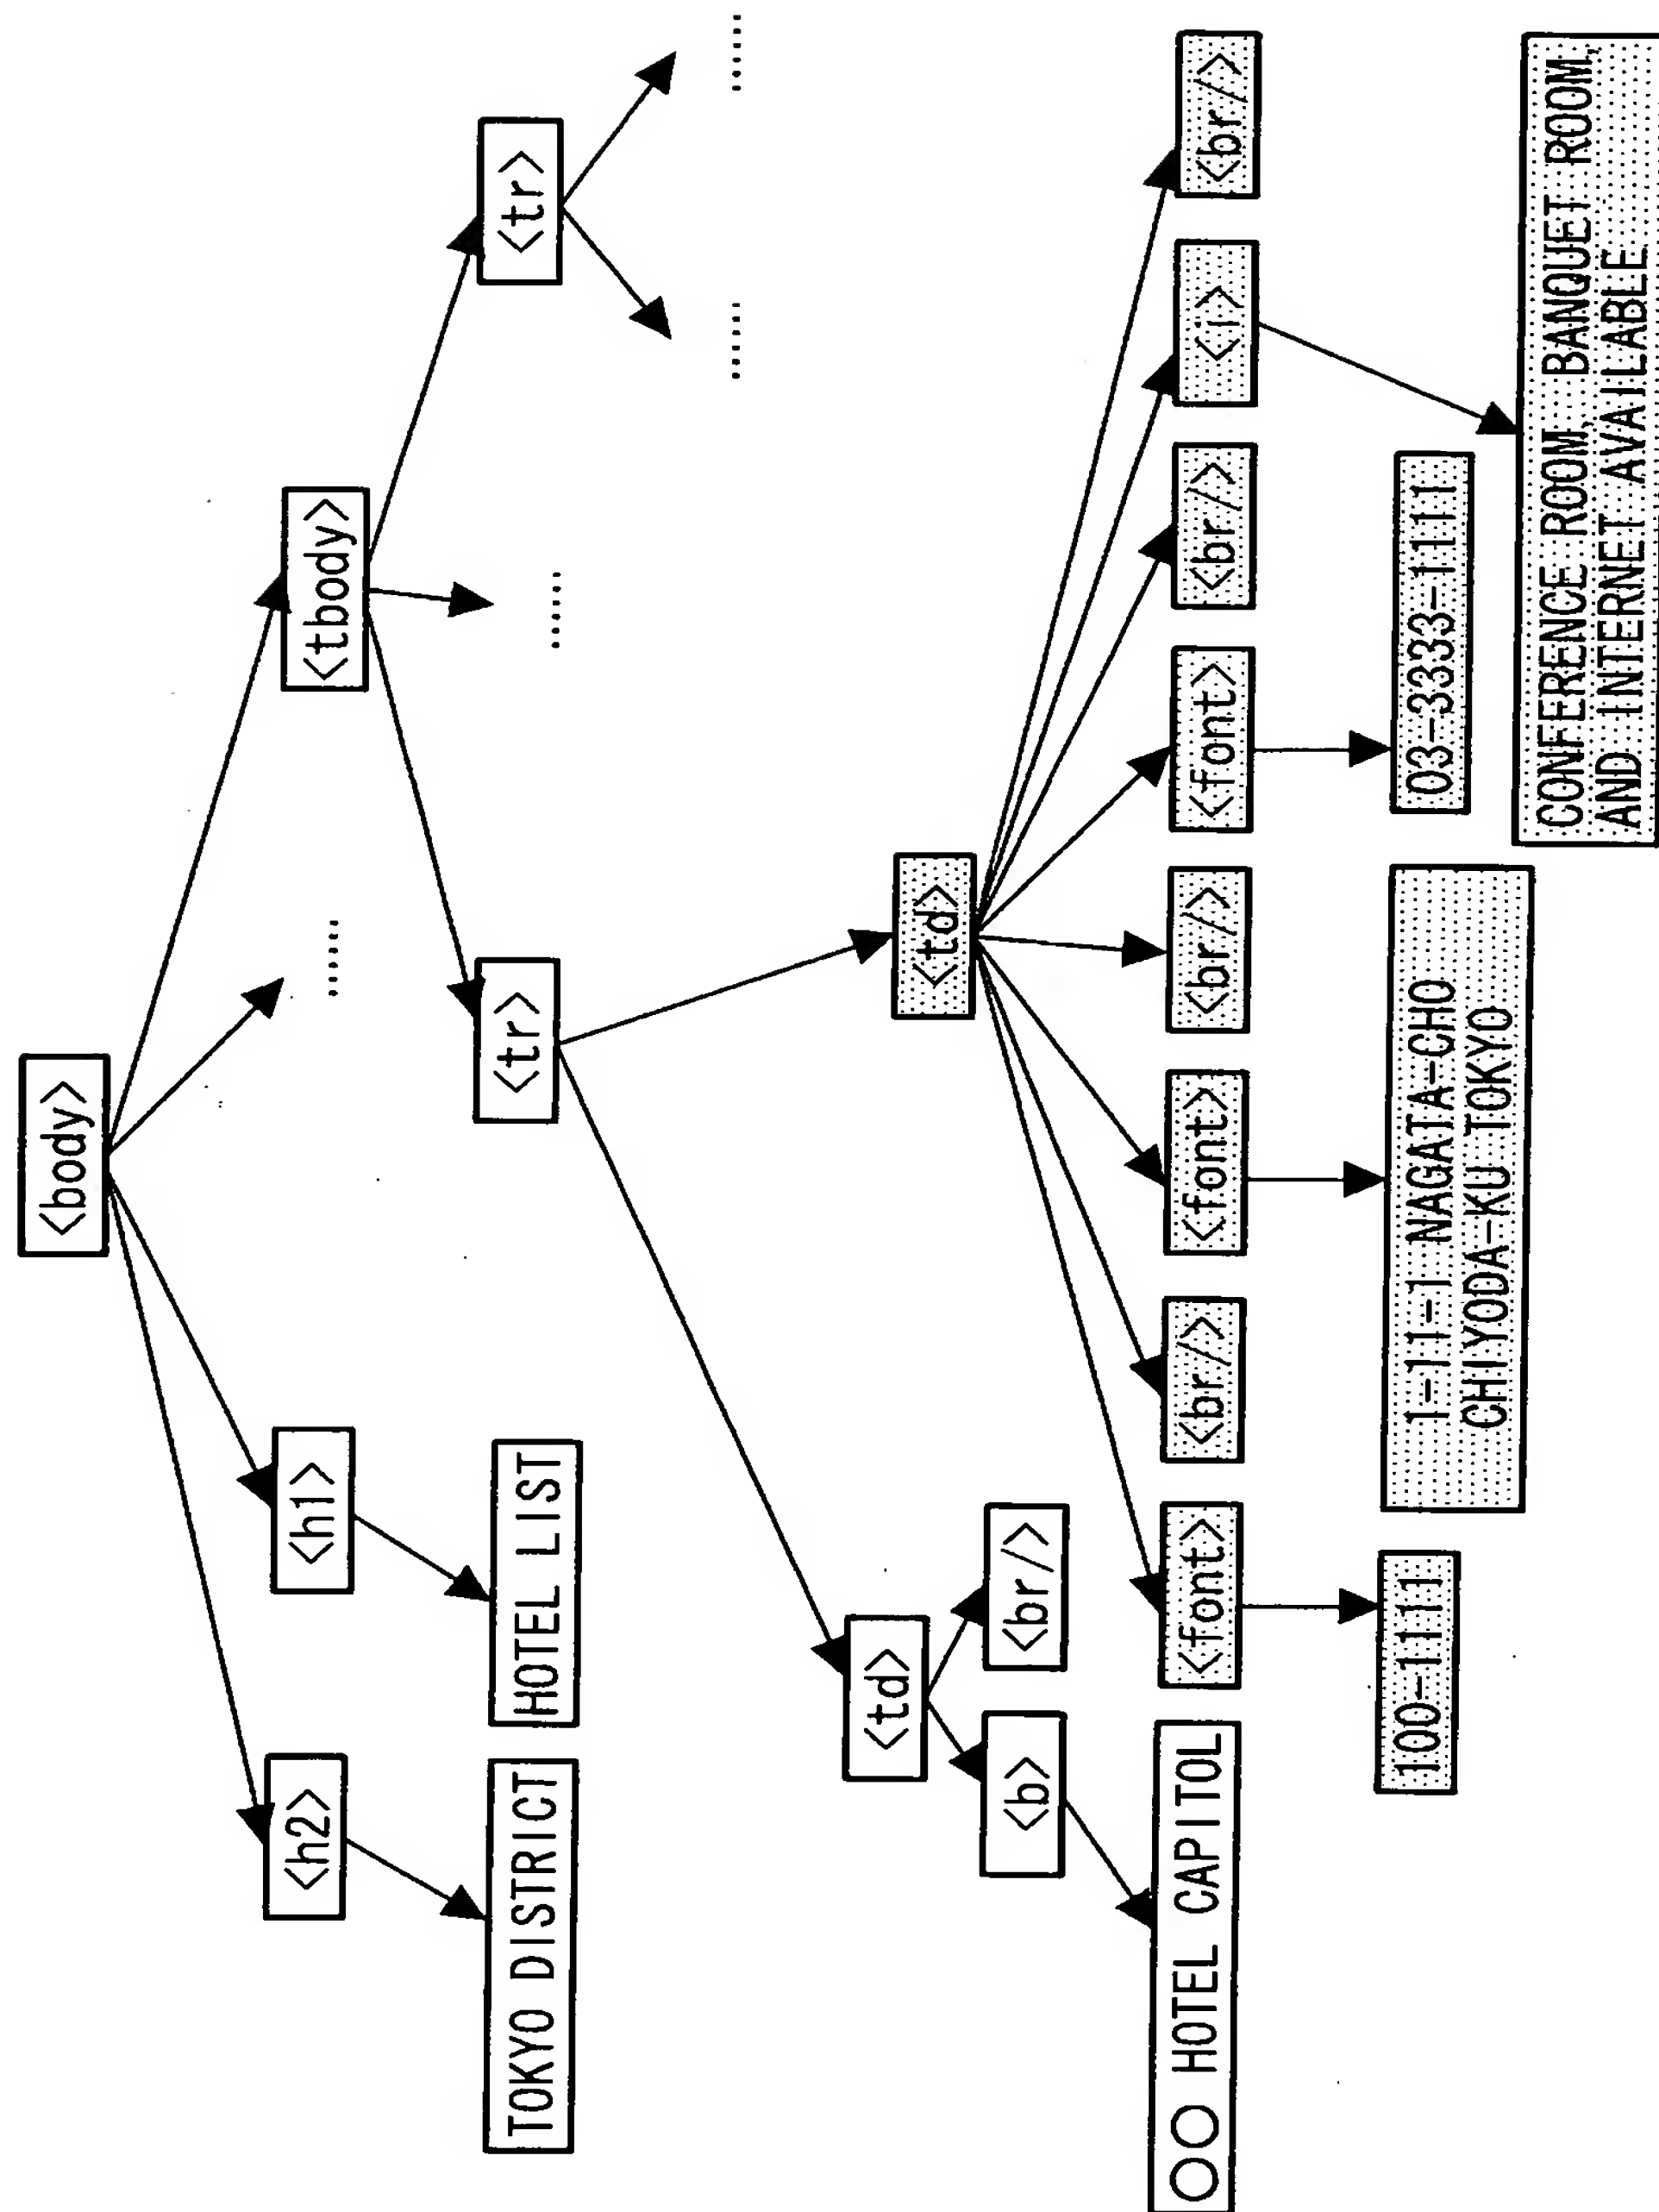 <body>
<h2>
<h1>
......
<tbody>
TOKYO DISTRICT
HOTEL LIST
<tr>
......
<tr>
......
......
<td>
<td>
<b>
<br/>
○○ HOTEL CAPITOL
<font>
<br/>
<font>
<br/>
<font>
<br/>
<i>
<br/>
100-1111
1-11-1 NAGATA-CHO
CHIYODA-KU TOKYO
03-3333-1111
CONFERENCE ROOM, BANQUET ROOM,
AND INTERNET AVAILABLE